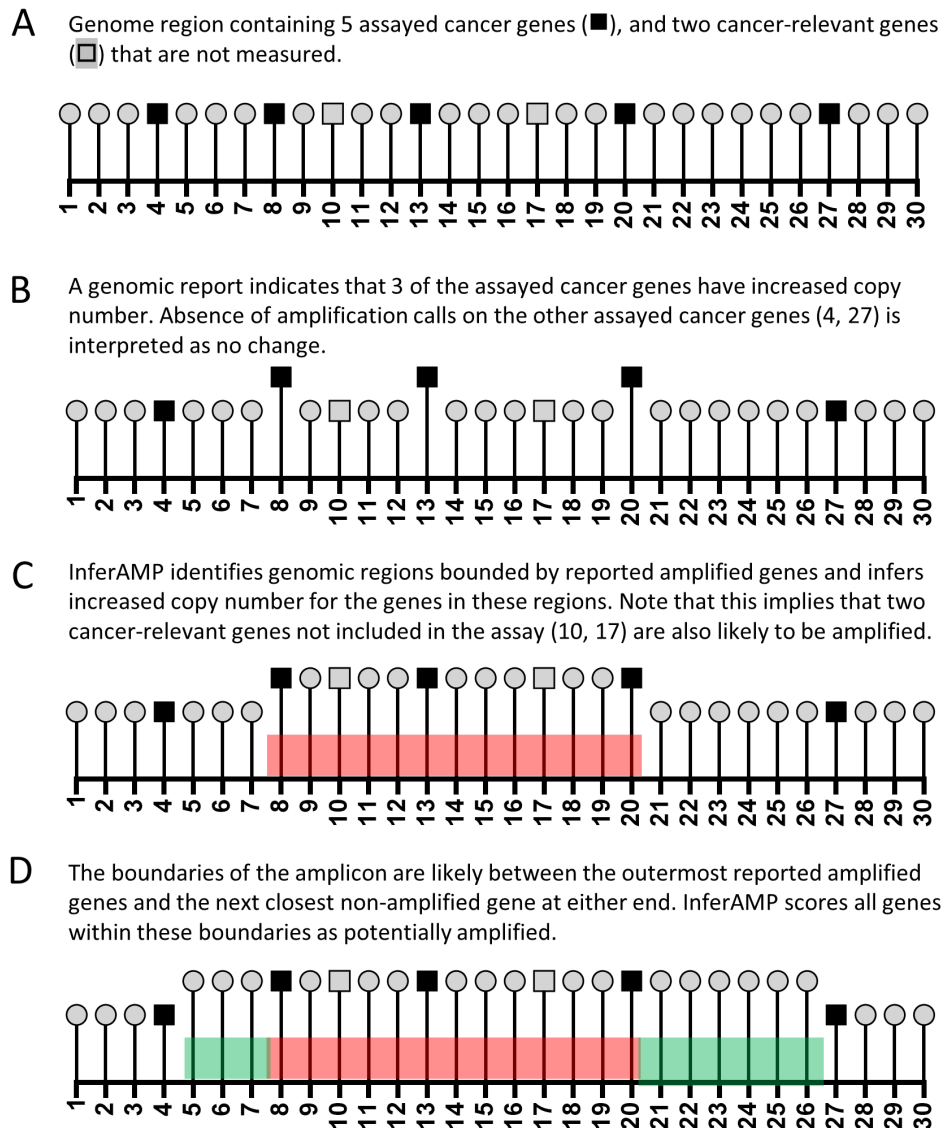 A
Genome region containing 5 assayed cancer genes (■), and two cancer-relevant genes
(□) that are not measured.
1 2 3 4 5 6 7 8 9 10 11 12 13 14 15 16 17 18 19 20 21 22 23 24 25 26 27 28 29 30
B
A genomic report indicates that 3 of the assayed cancer genes have increased copy
number. Absence of amplification calls on the other assayed cancer genes (4, 27) is
interpreted as no change.
1 2 3 4 5 6 7 8 9 10 11 12 13 14 15 16 17 18 19 20 21 22 23 24 25 26 27 28 29 30
C
InferAMP identifies genomic regions bounded by reported amplified genes and infers
increased copy number for the genes in these regions. Note that this implies that two
cancer-relevant genes not included in the assay (10, 17) are also likely to be amplified.
1 2 3 4 5 6 7 8 9 10 11 12 13 14 15 16 17 18 19 20 21 22 23 24 25 26 27 28 29 30
D
The boundaries of the amplicon are likely between the outermost reported amplified
genes and the next closest non-amplified gene at either end. InferAMP scores all genes
within these boundaries as potentially amplified.
1 2 3 4 5 6 7 8 9 10 11 12 13 14 15 16 17 18 19 20 21 22 23 24 25 26 27 28 29 30